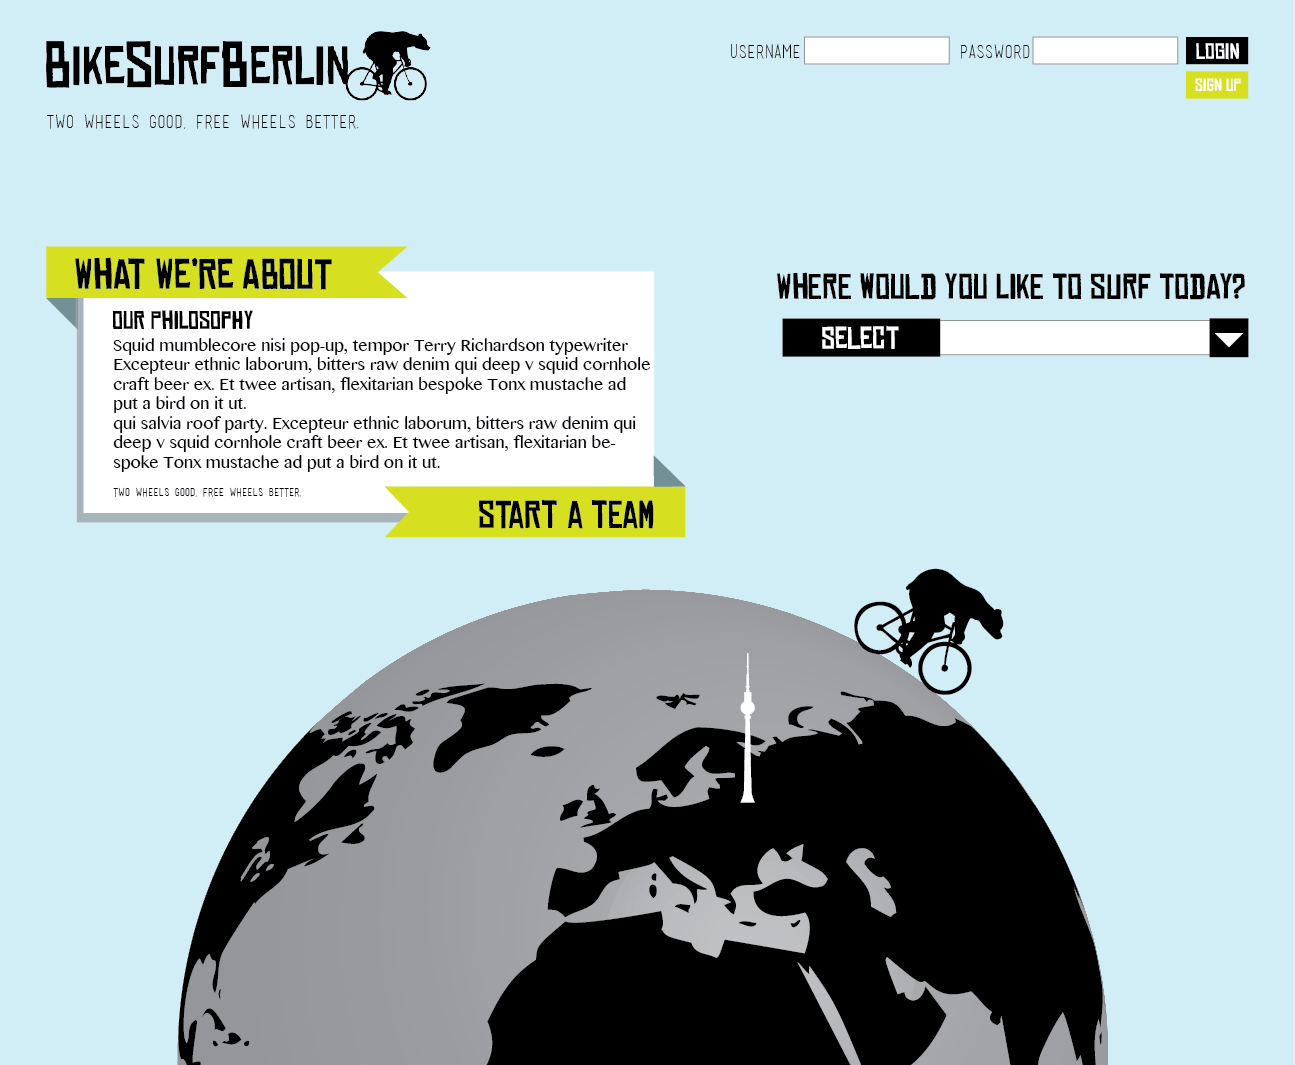 BIKESURFBERLIN
TWO WHEELS GOOD. FREE WHEELS BETTER.
USERNAME
PASSWORD
LOGIN
SIGN UP
WHAT WE'RE ABOUT
OUR PHILOSOPHY
Squid mumblecore nisi pop-up, tempor Terry Richardson typewriter
Excepteur ethnic laborum, bitters raw denim qui deep v squid cornhole
craft beer ex. Et twee artisan, flexitarian bespoke Tonx mustache ad
put a bird on it ut.
qui salvia roof party. Excepteur ethnic laborum, bitters raw denim qui
deep v squid cornhole craft beer ex. Et twee artisan, flexitarian be-
spoke Tonx mustache ad put a bird on it ut.
TWO WHEELS GOOD. FREE WHEELS BETTER.
START A TEAM
WHERE WOULD YOU LIKE TO SURF TODAY?
SELECT